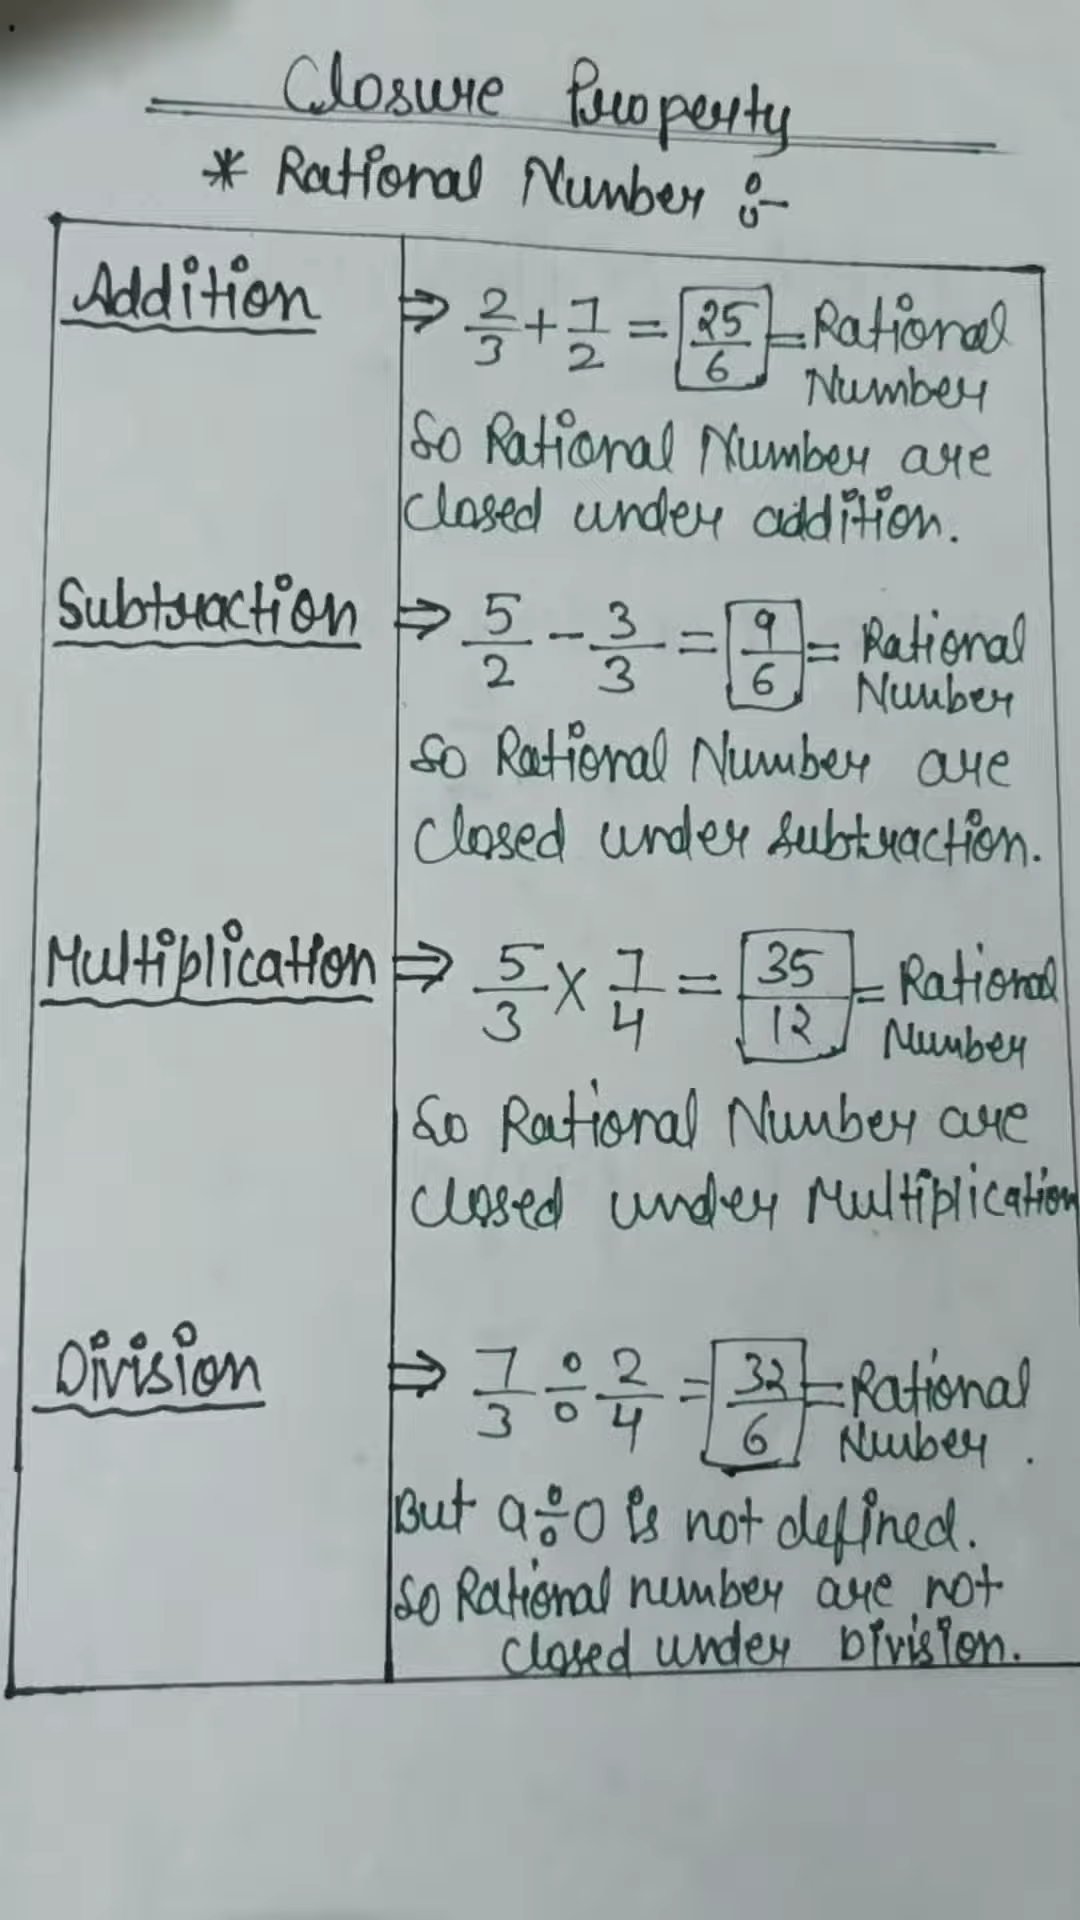 Closure Property
* Rational Number :-
Addition ⇒ 2/3 + 7/2 = 25/6 = Rational
Number
So Rational Number are
closed under addition.
Subtraction ⇒ 5/2 - 3/3 = 9/6 = Rational
Number
So Rational Number are
closed under subtraction.
Multiplication ⇒ 5/3 × 7/4 = 35/12 = Rational
Number
So Rational Number are
closed under Multiplication
Division ⇒ 7/3 ÷ 2/4 = 32/6 = Rational
Number.
But a÷0 is not defined.
So Rational number are not
closed under Division.